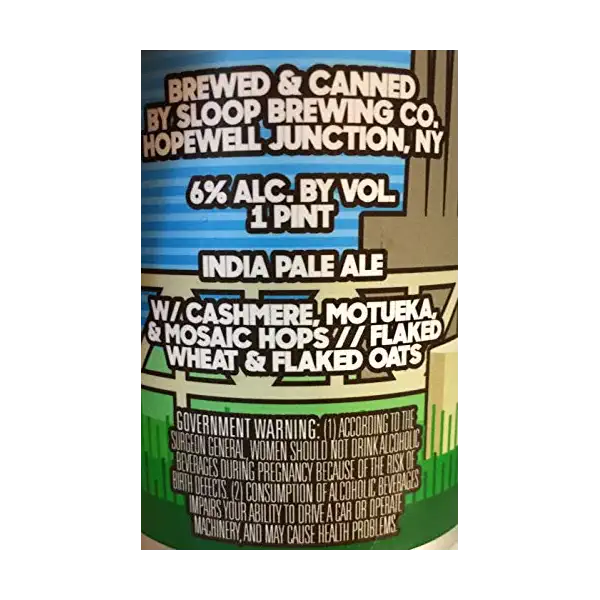 BREWED & CANNED
BY SLOOP BREWING CO.
HOPEWELL JUNCTION, NY
6% ALC. BY VOL.
1 PINT
INDIA PALE ALE
W/ CASHMERE, MOTUEKA,
& MOSAIC HOPS // FLAKED
WHEAT & FLAKED OATS
GOVERNMENT WARNING: (1) ACCORDING TO THE
SURGEON GENERAL, WOMEN SHOULD NOT DRINK ALCOHOLIC
BEVERAGES DURING PREGNANCY BECAUSE OF THE RISK OF
BIRTH DEFECTS. (2) CONSUMPTION OF ALCOHOLIC BEVERAGES
IMPAIRS YOUR ABILITY TO DRIVE A CAR OR OPERATE
MACHINERY, AND MAY CAUSE HEALTH PROBLEMS.